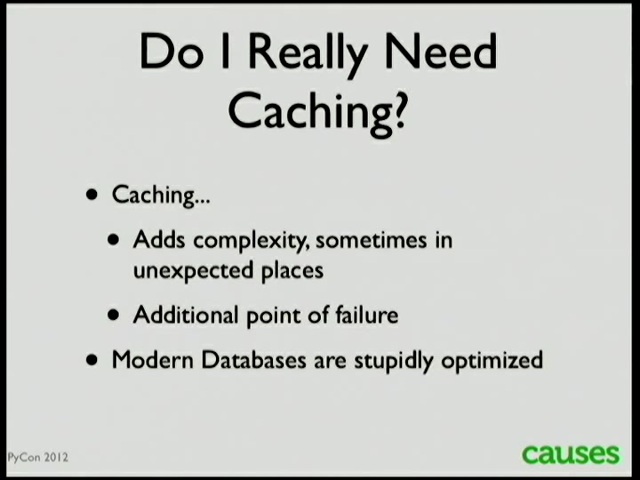 Do I Really Need
Caching?
• Caching...
• Adds complexity, sometimes in
unexpected places
• Additional point of failure
• Modern Databases are stupidly optimized
PyCon 2012
causes